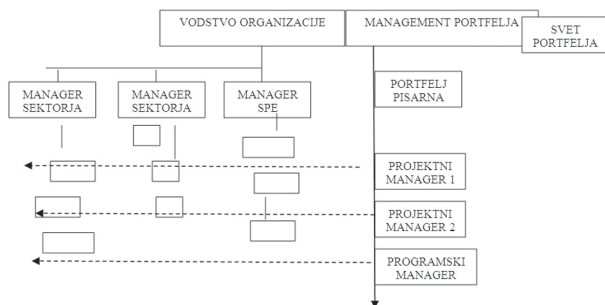 VODSTVO ORGANIZACIJE
MANAGEMENT PORTFELJA
SVET
PORTFELJA
MANAGER
SEKTORJA
MANAGER
SEKTORJA
MANAGER
SPE
PORTFELJ
PISARNA
PROJEKTNI
MANAGER 1
PROJEKTNI
MANAGER 2
PROGRAMSKI
MANAGER